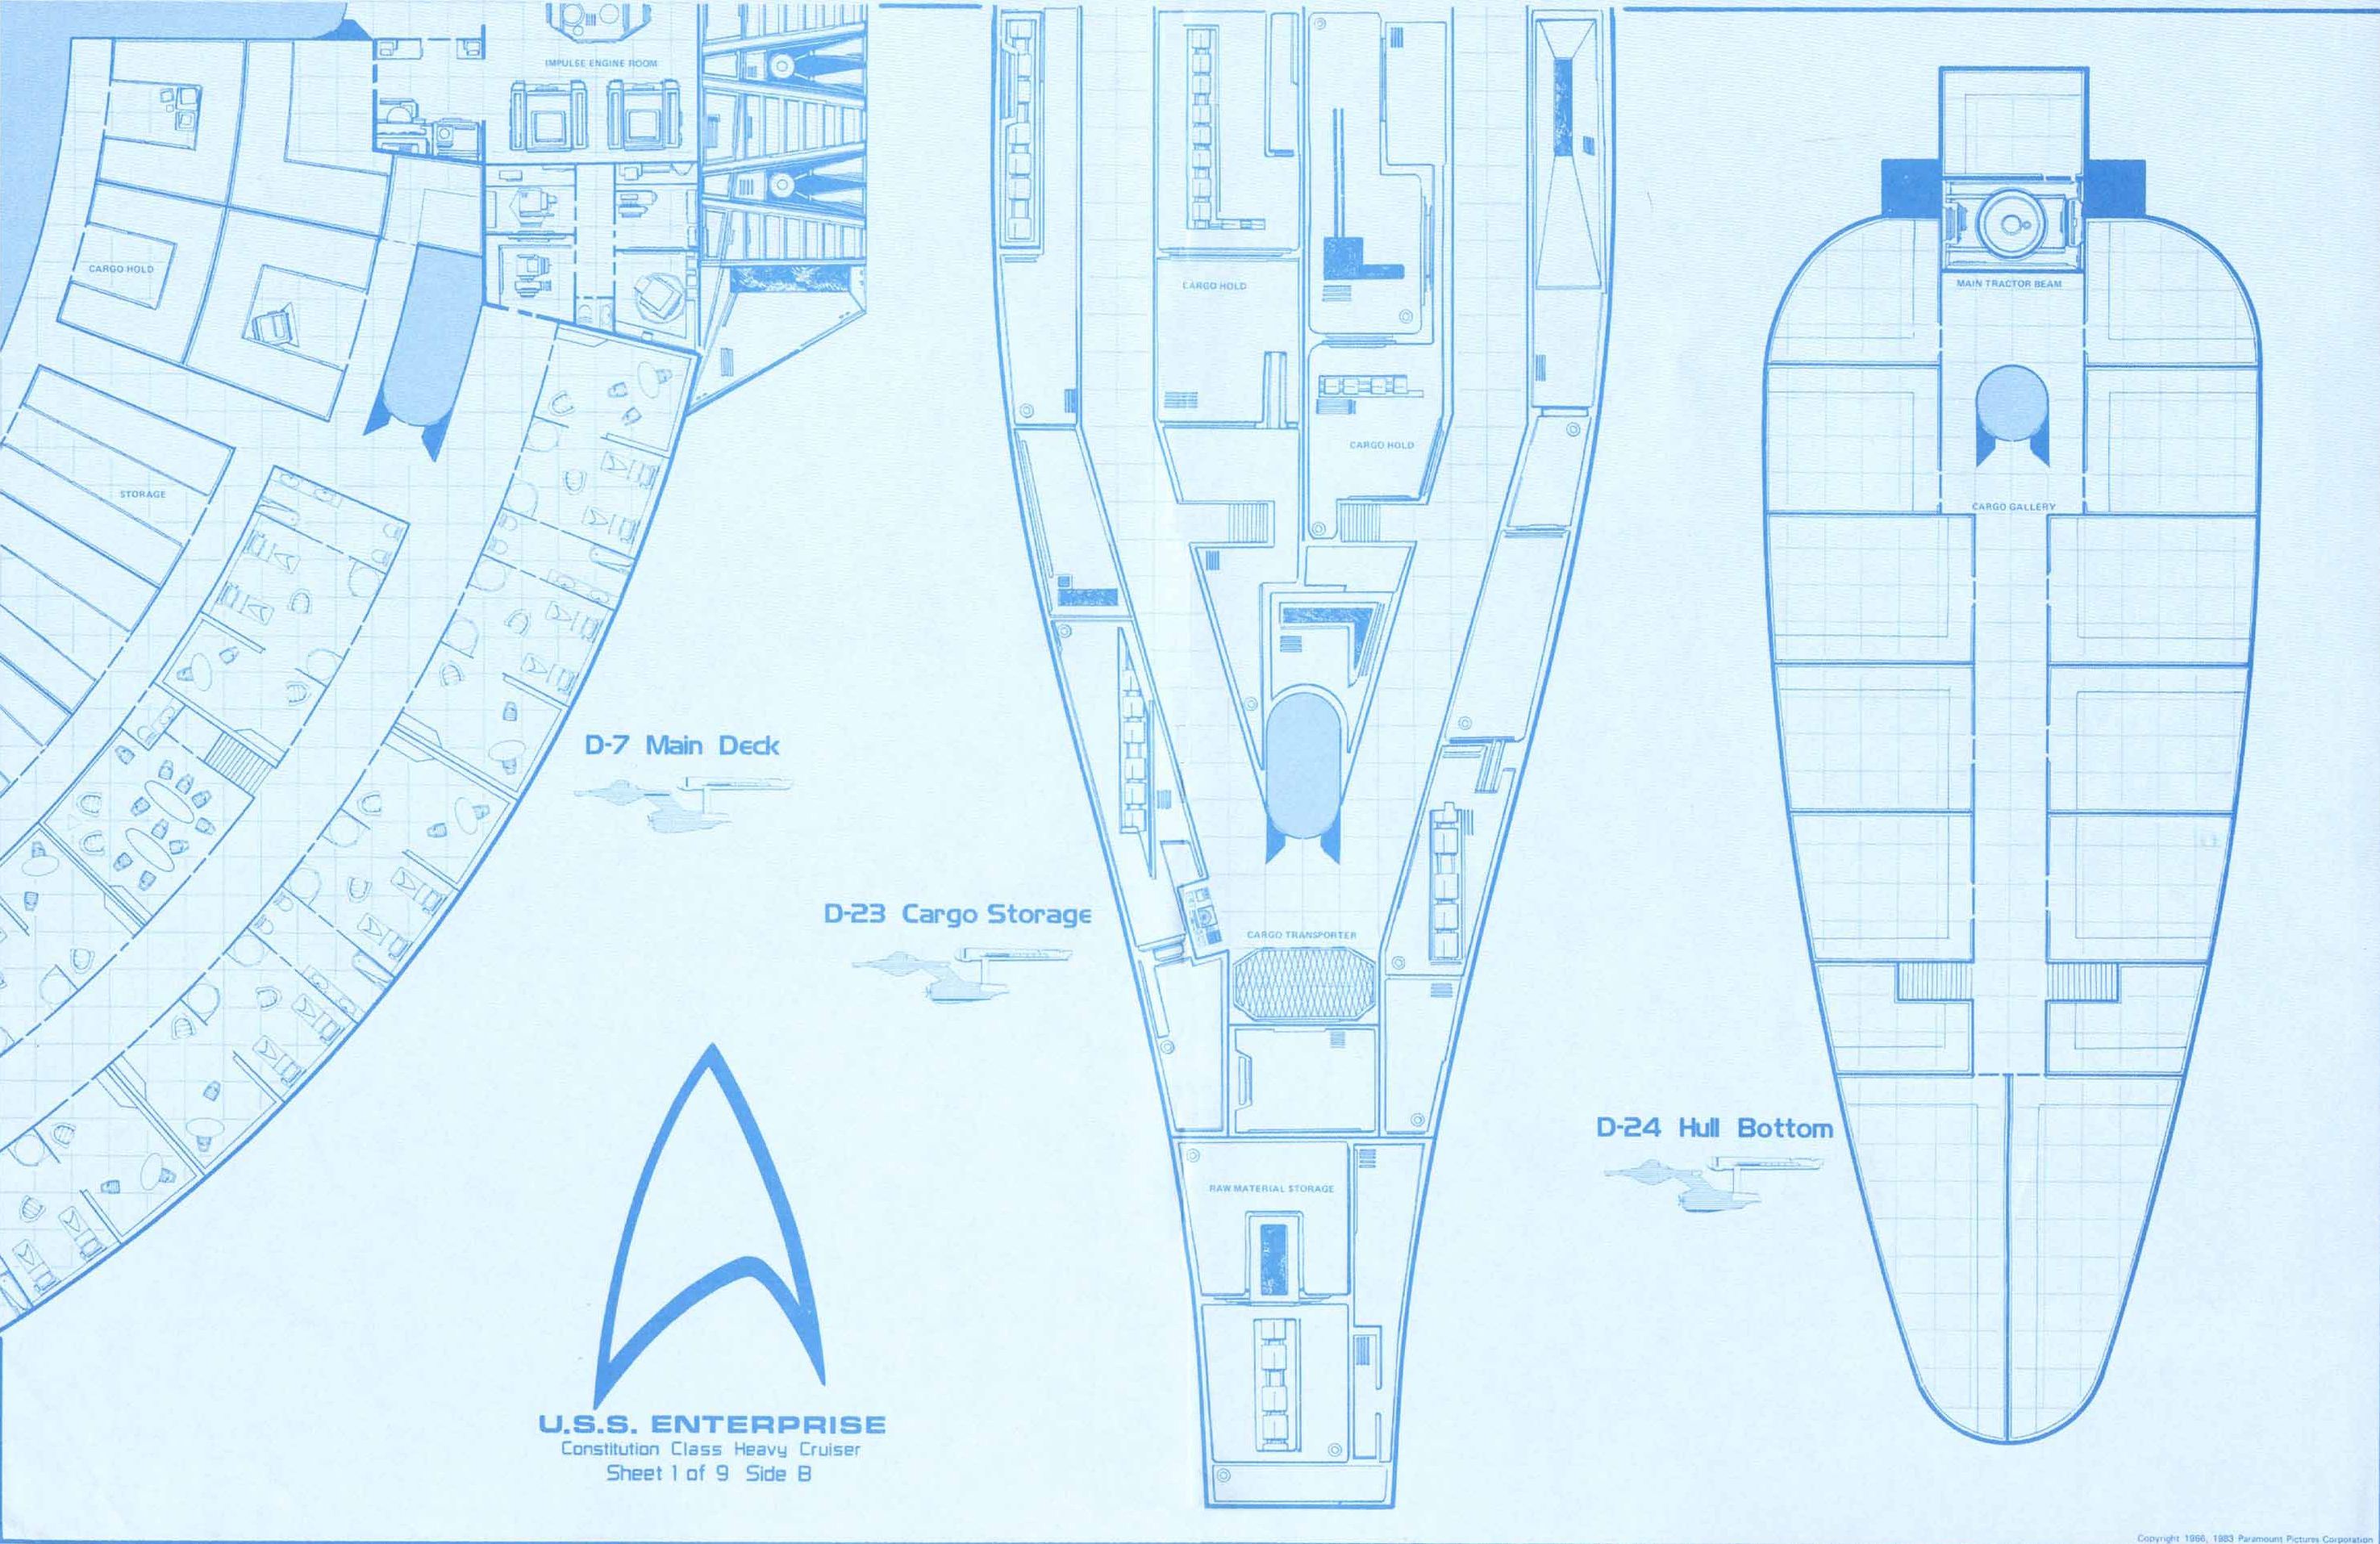 IMPULSE ENGINE ROOM
CARGO HOLD
STORAGE
D-7 Main Deck
CARGO HOLD
CARGO HOLD
D-23 Cargo Storage
CARGO TRANSPORTER
RAW MATERIAL STORAGE
MAIN TRACTOR BEAM
CARGO GALLERY
D-24 Hull Bottom
U.S.S. ENTERPRISE
Constitution Class Heavy Cruiser
Sheet 1 of 9 Side B
Copyright 1966, 1983 Paramount Pictures Corporation